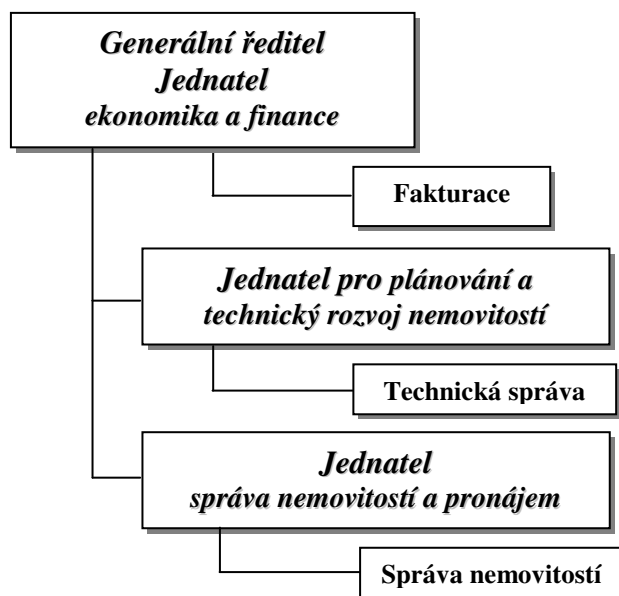 Generální ředitel
Jednatel
ekonomika a finance
Fakturace
Jednatel pro plánování a
technický rozvoj nemovitostí
Technická správa
Jednatel
správa nemovitostí a pronájem
Správa nemovitostí